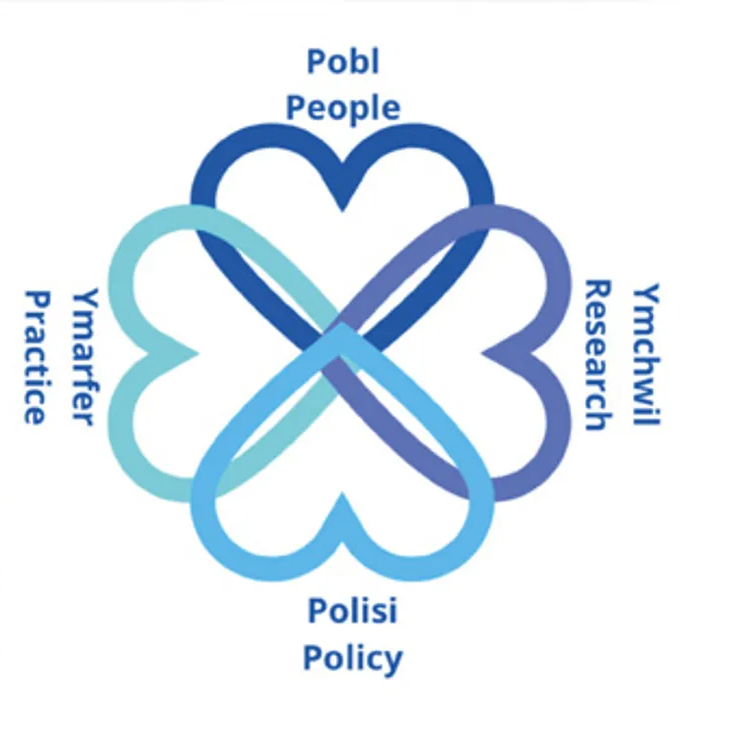 Pobl
People
Ymarfer
Practice
Ymchwil
Research
Polisi
Policy